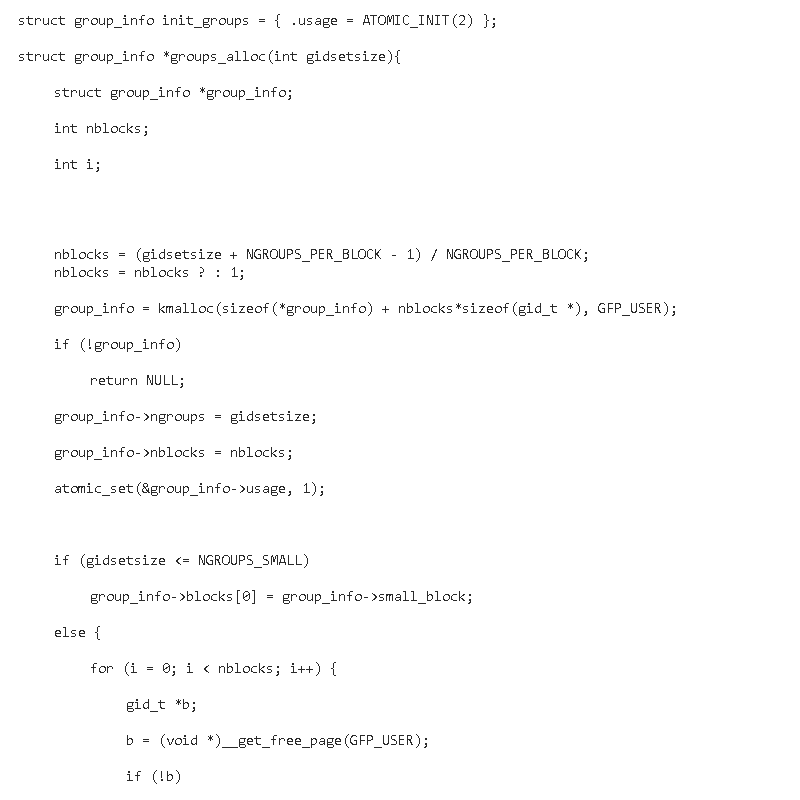 struct group_info init_groups = { .usage = ATOMIC_INIT(2) };
struct group_info *groups_alloc(int gidsetsize){
struct group_info *group_info;
int nblocks;
int i;
nblocks = (gidsetsize + NGROUPS_PER_BLOCK - 1) / NGROUPS_PER_BLOCK;
nblocks = nblocks ? : 1;
group_info = kmalloc(sizeof(*group_info) + nblocks*sizeof(gid_t *), GFP_USER);
if (!group_info)
return NULL;
group_info->ngroups = gidsetsize;
group_info->nblocks = nblocks;
atomic_set(&group_info->usage, 1);
if (gidsetsize <= NGROUPS_SMALL)
group_info->blocks[0] = group_info->small_block;
else {
for (i = 0; i < nblocks; i++) {
gid_t *b;
b = (void *)__get_free_page(GFP_USER);
if (!b)